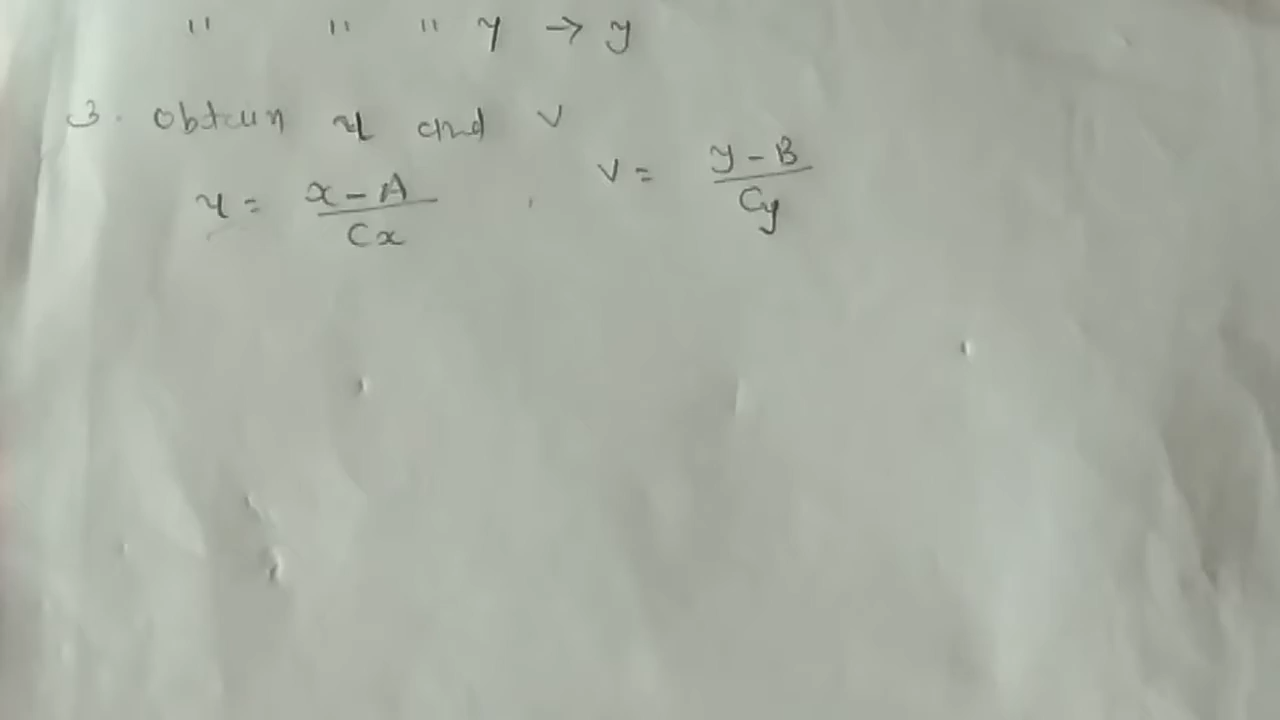 " " " y → y
3. Obtain u and v
u = x - A / Cx , v = y - B / Cy